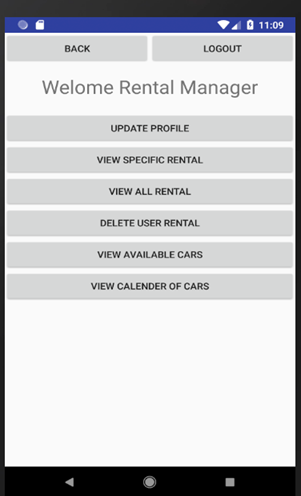 11:09
BACK LOGOUT
Welome Rental Manager
UPDATE PROFILE
VIEW SPECIFIC RENTAL
VIEW ALL RENTAL
DELETE USER RENTAL
VIEW AVAILABLE CARS
VIEW CALENDER OF CARS